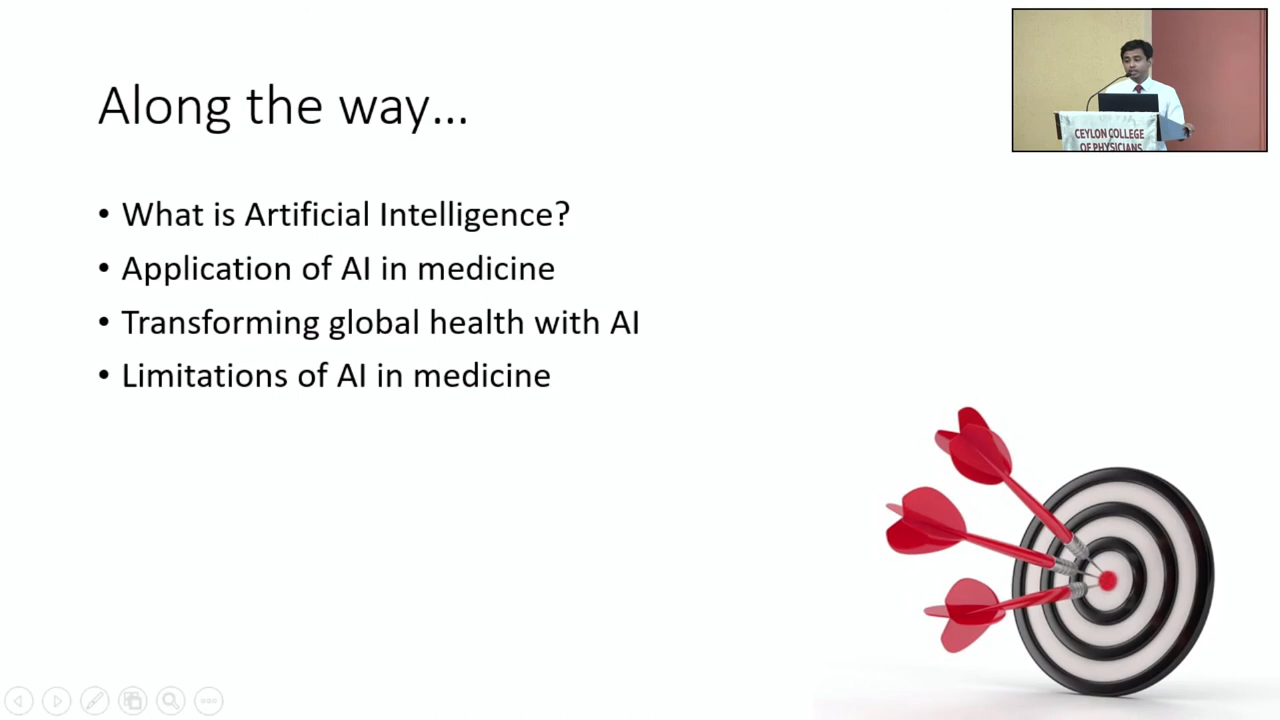 Along the way...
• What is Artificial Intelligence?
• Application of AI in medicine
• Transforming global health with AI
• Limitations of AI in medicine
CEYLON COLLEGE
OF PHYSICIANS